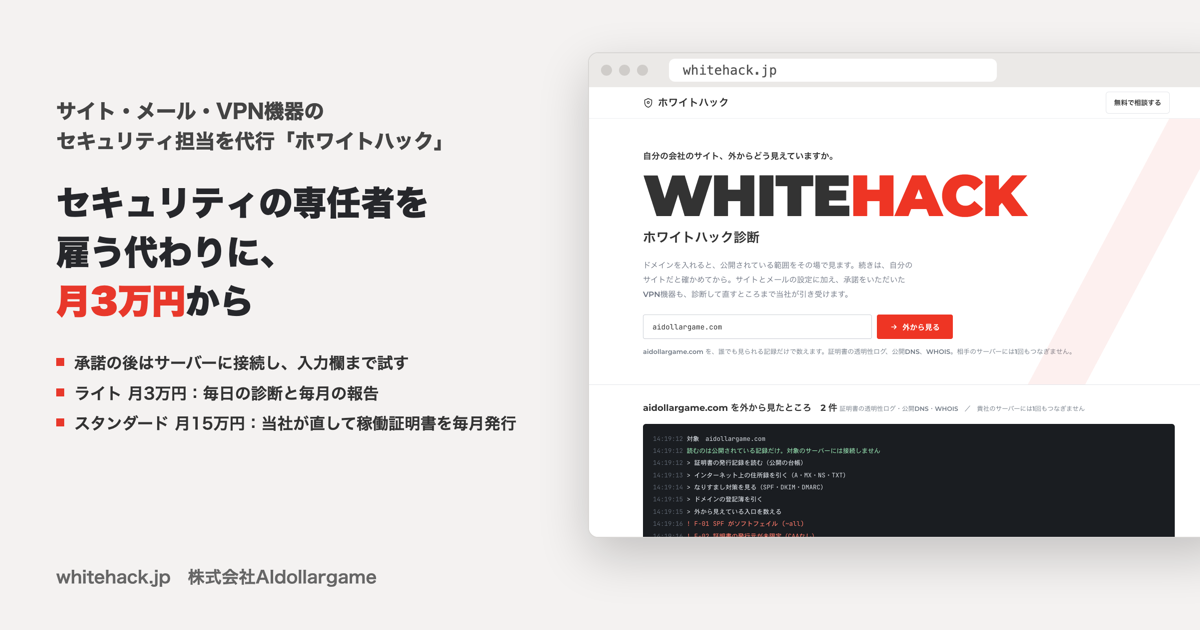 サイト・メール・VPN機器の
セキュリティ担当を代行「ホワイトハック」
セキュリティの専任者を
雇う代わりに、
月3万円から
承諾の後はサーバーに接続し、入力欄まで試す
ライト 月3万円：毎日の診断と毎月の報告
スタンダード 月15万円：当社が直して稼働証明書を毎月発行
whitehack.jp 株式会社AIdollargame
whitehack.jp
ホワイトハック
無料で相談する
自分の会社のサイト、外からどう見えていますか。
WHITEHACK
ホワイトハック診断
ドメインを入れると、公開されている範囲をその場で見ます。続きは、自分の
サイトだと確かめてから。サイトとメールの設定に加え、承諾をいただいた
VPN機器も、診断して直すところまで当社が引き受けます。
aidollargame.com
→ 外から見る
aidollargame.com を、誰でも見られる記録だけで数えます。証明書の透明性ログ、公開DNS、WHOIS。相手のサーバーには1回もつなぎません。
aidollargame.com を外から見たところ 2 件 証明書の透明性ログ・公開DNS・WHOIS ／ 貴社のサーバーには1回もつなぎません
14:19:12 対象 aidollargame.com
14:19:12 読むのは公開されている記録だけ。対象のサーバーには接続しません
14:19:12 > 証明書の発行記録を読む（公開の台帳）
14:19:13 > インターネット上の住所録を引く（A・MX・NS・TXT）
14:19:14 > なりすまし対策を見る（SPF・DKIM・DMARC）
14:19:15 > ドメインの登記簿を引く
14:19:15 > 外から見えている入口を数える
14:19:16 ! F-01 SPF がソフトフェイル (~all)
14:19:16 ! F-02 証明書の発行元が未限定（CAAなし）